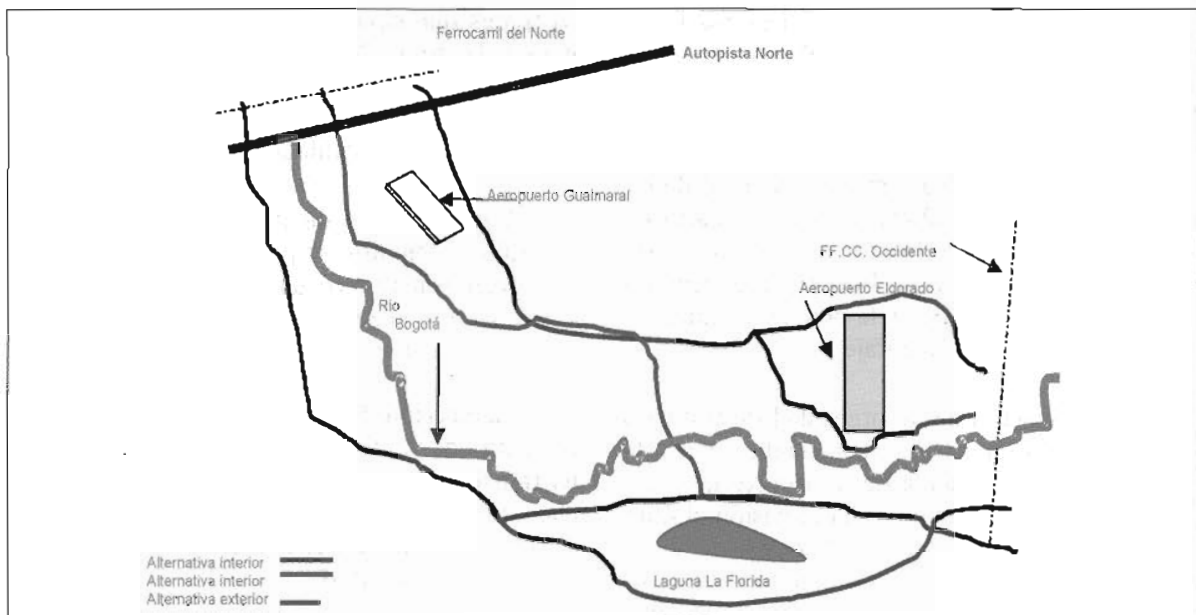 Ferrocarril del Norte
Autopista Norte
Aeropuerto Guaimaral
FF.CC. Occidente
Aeropuerto Eldorado
Rio
Bogotá
Laguna La Florida
Alternativa interior
Alternativa interior
Alternativa exterior